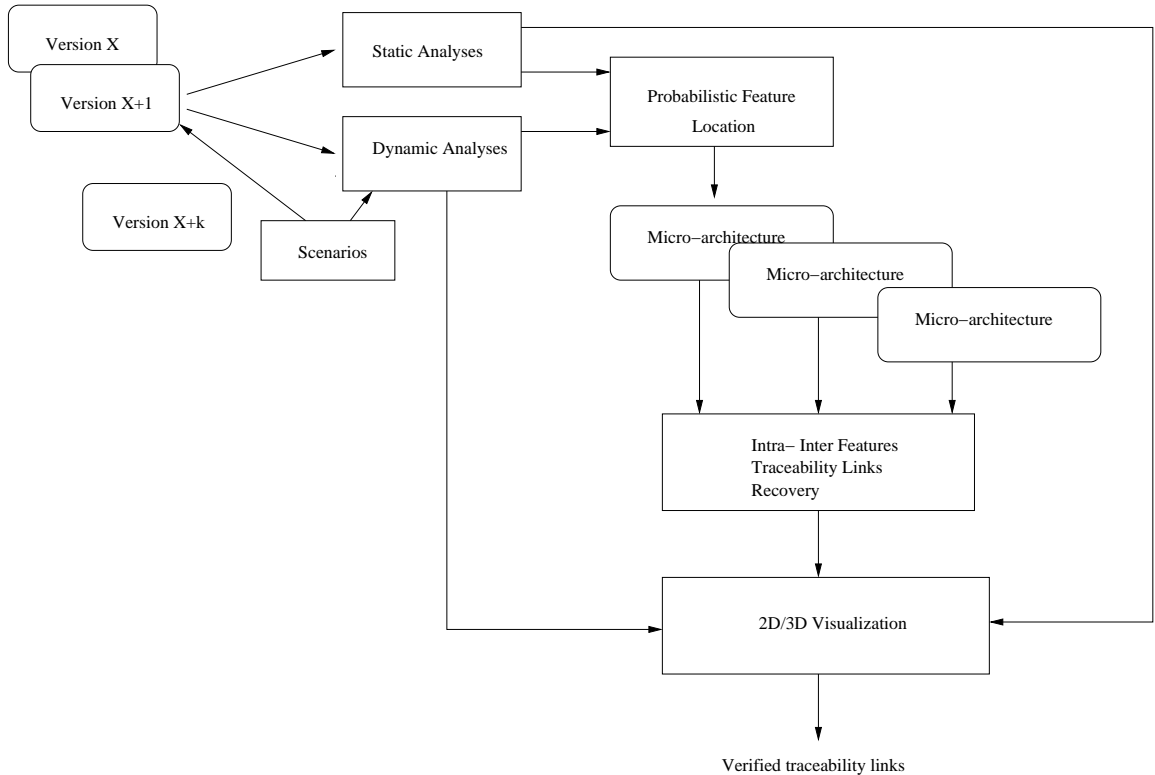 Version X
Version X+1
Version X+k
Scenarios
Static Analyses
Dynamic Analyses
Probabilistic Feature
Location
Micro−architecture
Micro−architecture
Micro−architecture
Intra− Inter Features
Traceability Links
Recovery
2D/3D Visualization
Verified traceability links